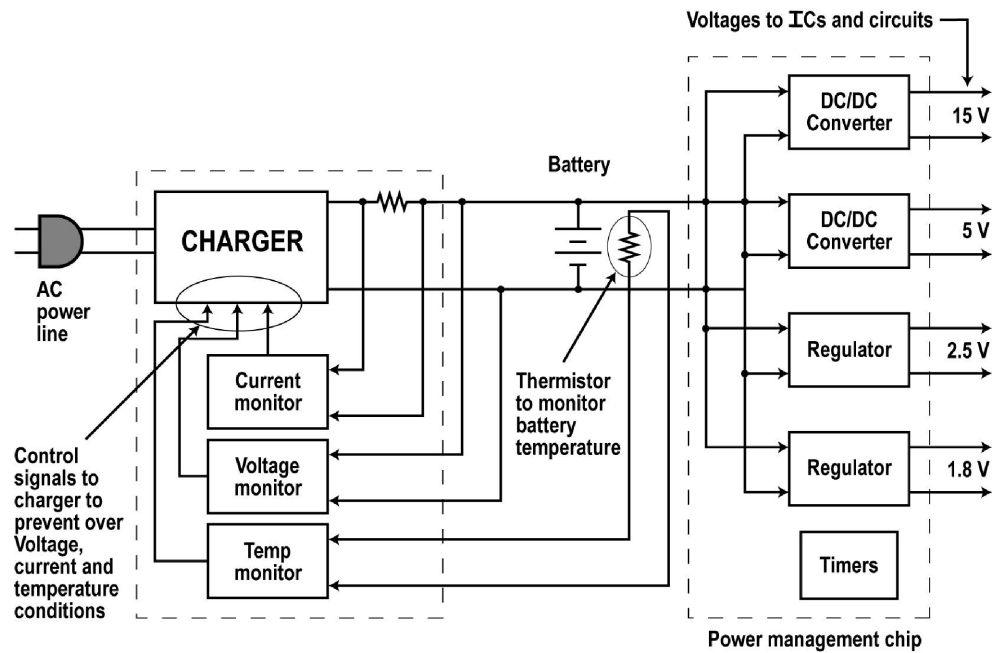 Voltages to ICs and circuits
DC/DC
Converter
15 V
Battery
CHARGER
DC/DC
Converter
5 V
AC
power
line
Current
monitor
Thermistor
to monitor
battery
temperature
Regulator
2.5 V
Control
signals to
charger to
prevent over
Voltage,
current and
temperature
conditions
Voltage
monitor
Regulator
1.8 V
Temp
monitor
Timers
Power management chip